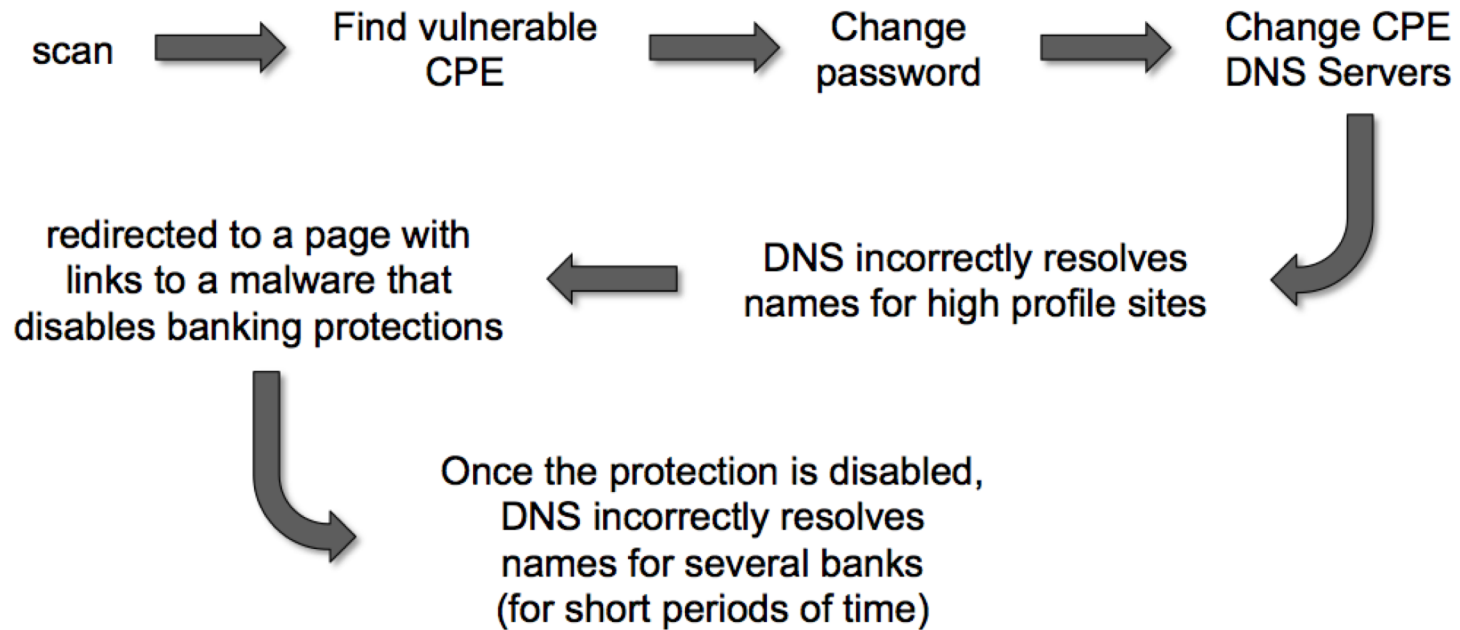 scan
Find vulnerable
CPE
Change
password
Change CPE
DNS Servers
DNS incorrectly resolves
names for high profile sites
redirected to a page with
links to a malware that
disables banking protections
Once the protection is disabled,
DNS incorrectly resolves
names for several banks
(for short periods of time)